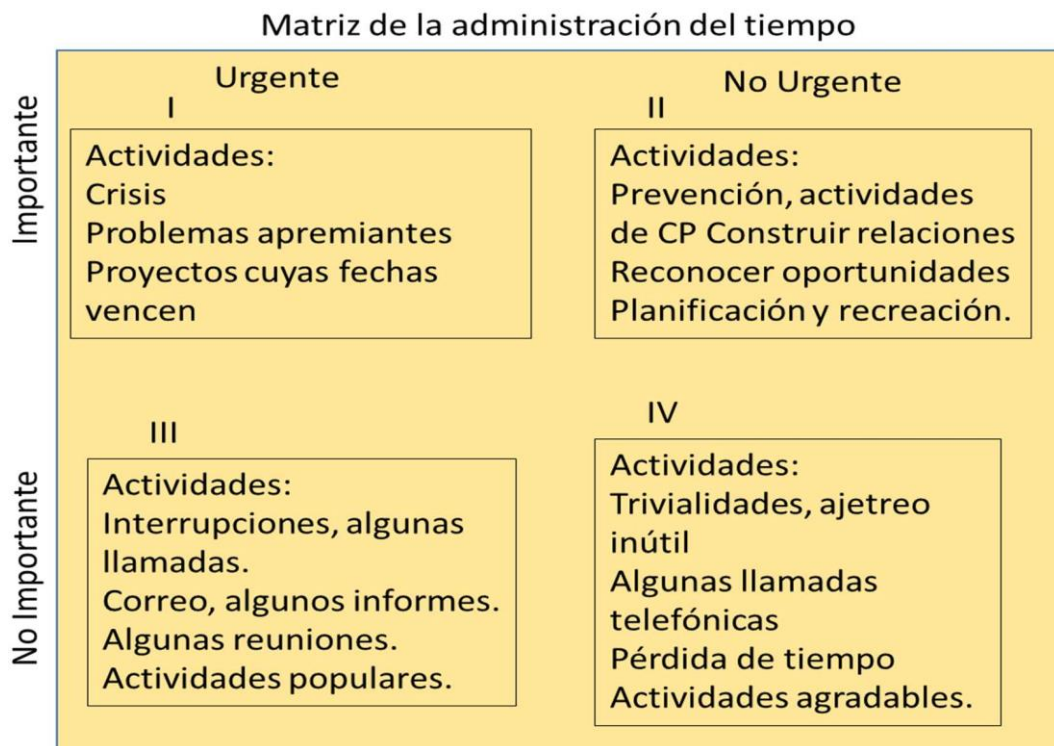 Matriz de la administración del tiempo
Urgente
No Urgente
Importante
I
Actividades:
Crisis
Problemas apremiantes
Proyectos cuyas fechas
vencen
II
Actividades:
Prevención, actividades
de CP Construir relaciones
Reconocer oportunidades
Planificación y recreación.
No Importante
III
Actividades:
Interrupciones, algunas
llamadas.
Correo, algunos informes.
Algunas reuniones.
Actividades populares.
IV
Actividades:
Trivialidades, ajetreo
inútil
Algunas llamadas
telefónicas
Pérdida de tiempo
Actividades agradables.